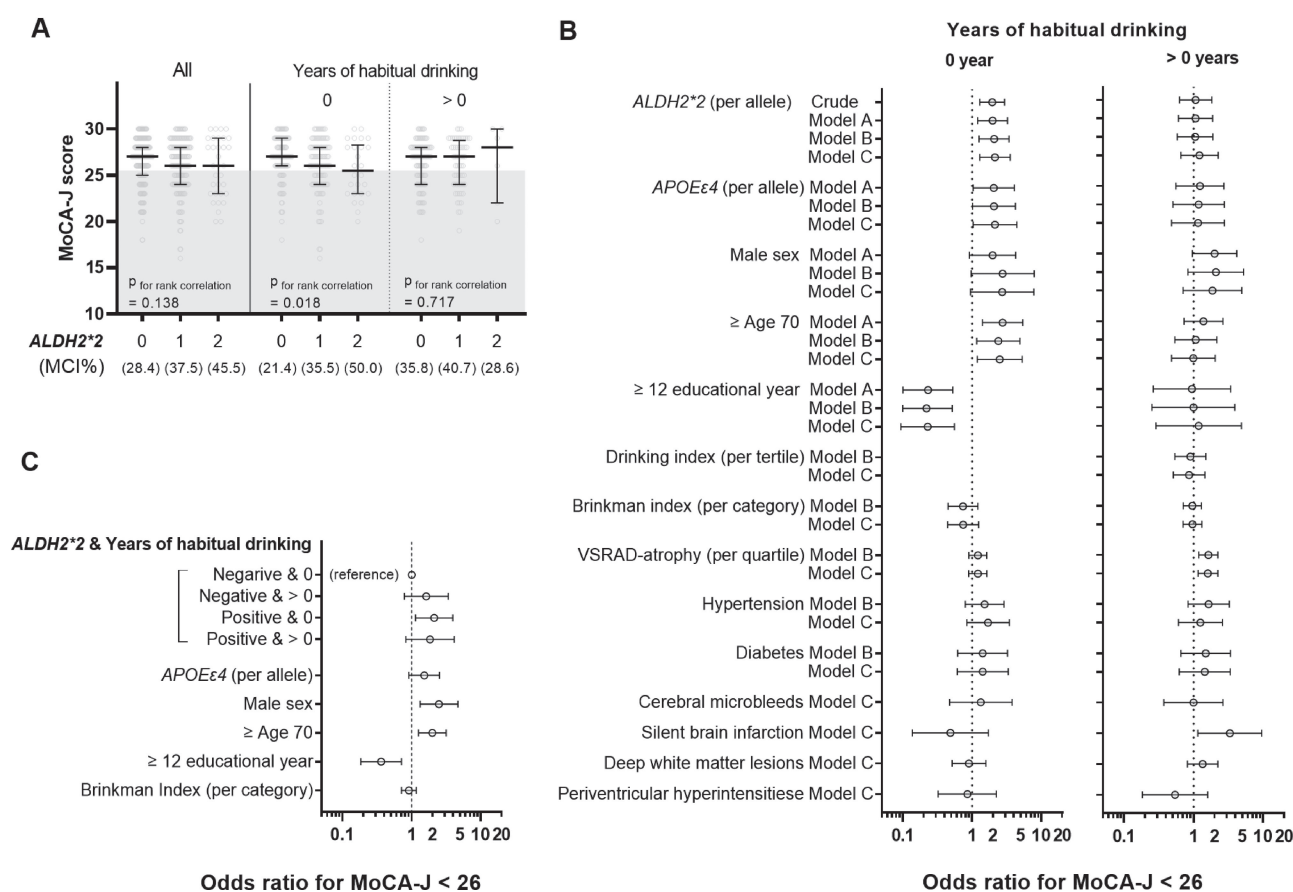 A
All
Years of habitual drinking
0
> 0
MoCA-J score
30
25
20
15
10
p for rank correlation
= 0.138
p for rank correlation
= 0.018
p for rank correlation
= 0.717
ALDH2*2 0 1 2 0 1 2 0 1 2
(MCI%) (28.4) (37.5) (45.5) (21.4) (35.5) (50.0) (35.8) (40.7) (28.6)
B
Years of habitual drinking
0 year
> 0 years
ALDH2*2 (per allele) Crude
Model A
Model B
Model C
APOEε4 (per allele) Model A
Model B
Model C
Male sex Model A
Model B
Model C
≥ Age 70 Model A
Model B
Model C
≥ 12 educational year Model A
Model B
Model C
Drinking index (per tertile) Model B
Model C
Brinkman index (per category) Model B
Model C
VSRAD-atrophy (per quartile) Model B
Model C
Hypertension Model B
Model C
Diabetes Model B
Model C
Cerebral microbleeds Model C
Silent brain infarction Model C
Deep white matter lesions Model C
Periventricular hyperintensitiese Model C
0.1 1 2 5 10 20
0.1 1 2 5 10 20
Odds ratio for MoCA-J < 26
C
ALDH2*2 & Years of habitual drinking
Negarive & 0 (reference)
Negative & > 0
Positive & 0
Positive & > 0
APOEε4 (per allele)
Male sex
≥ Age 70
≥ 12 educational year
Brinkman Index (per category)
0.1 1 2 5 10 20
Odds ratio for MoCA-J < 26